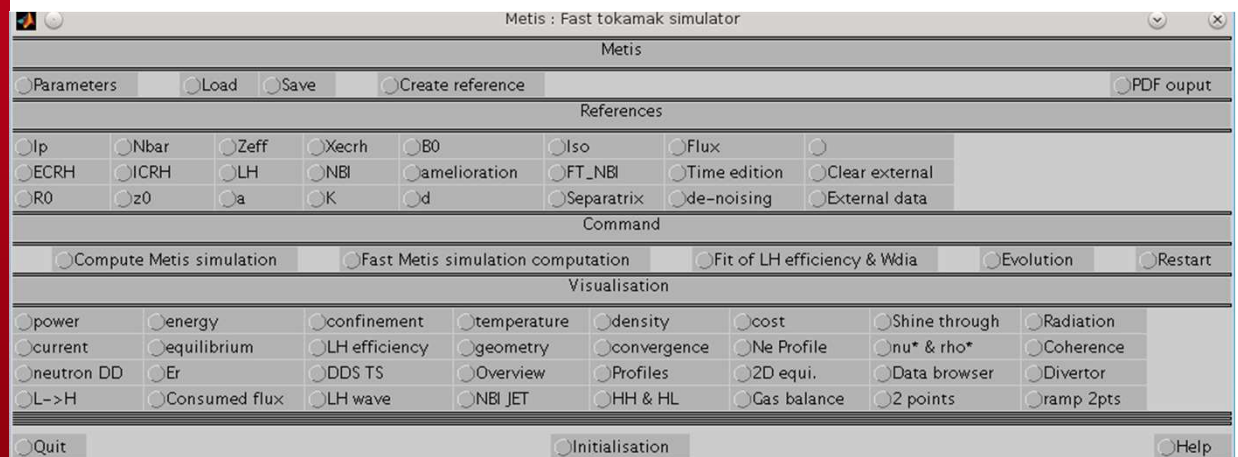 Metis : Fast tokamak simulator
Metis
Parameters Load Save Create reference PDF ouput
References
Ip Nbar Zeff Xecrh B0 Iso Flux
ECRH ICRH LH NBI amelioration FT_NBI Time edition Clear external
R0 z0 a K d Separatrix de-noising External data
Command
Compute Metis simulation Fast Metis simulation computation Fit of LH efficiency & Wdia Evolution Restart
Visualisation
power energy confinement temperature density cost Shine through Radiation
current equilibrium LH efficiency geometry convergence Ne Profile nu* & rho* Coherence
neutron DD Er DDS TS Overview Profiles 2D equi. Data browser Divertor
L->H Consumed flux LH wave NBI JET HH & HL Gas balance 2 points ramp 2pts
Quit Initialisation Help